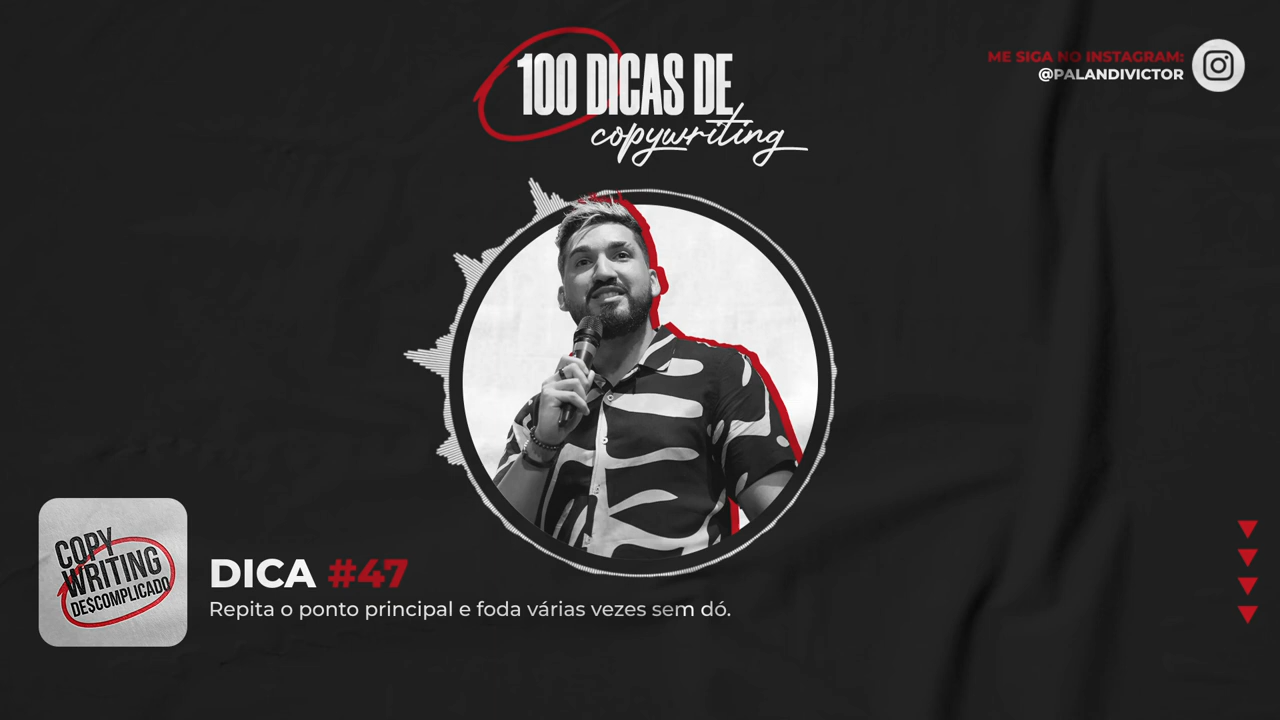 100 DICAS DE
copywriting
ME SIGA NO INSTAGRAM:
@PALANDIVICTOR
COPY
WRITING
DESCOMPLICADO
DICA #47
Repita o ponto principal e foda várias vezes sem dó.